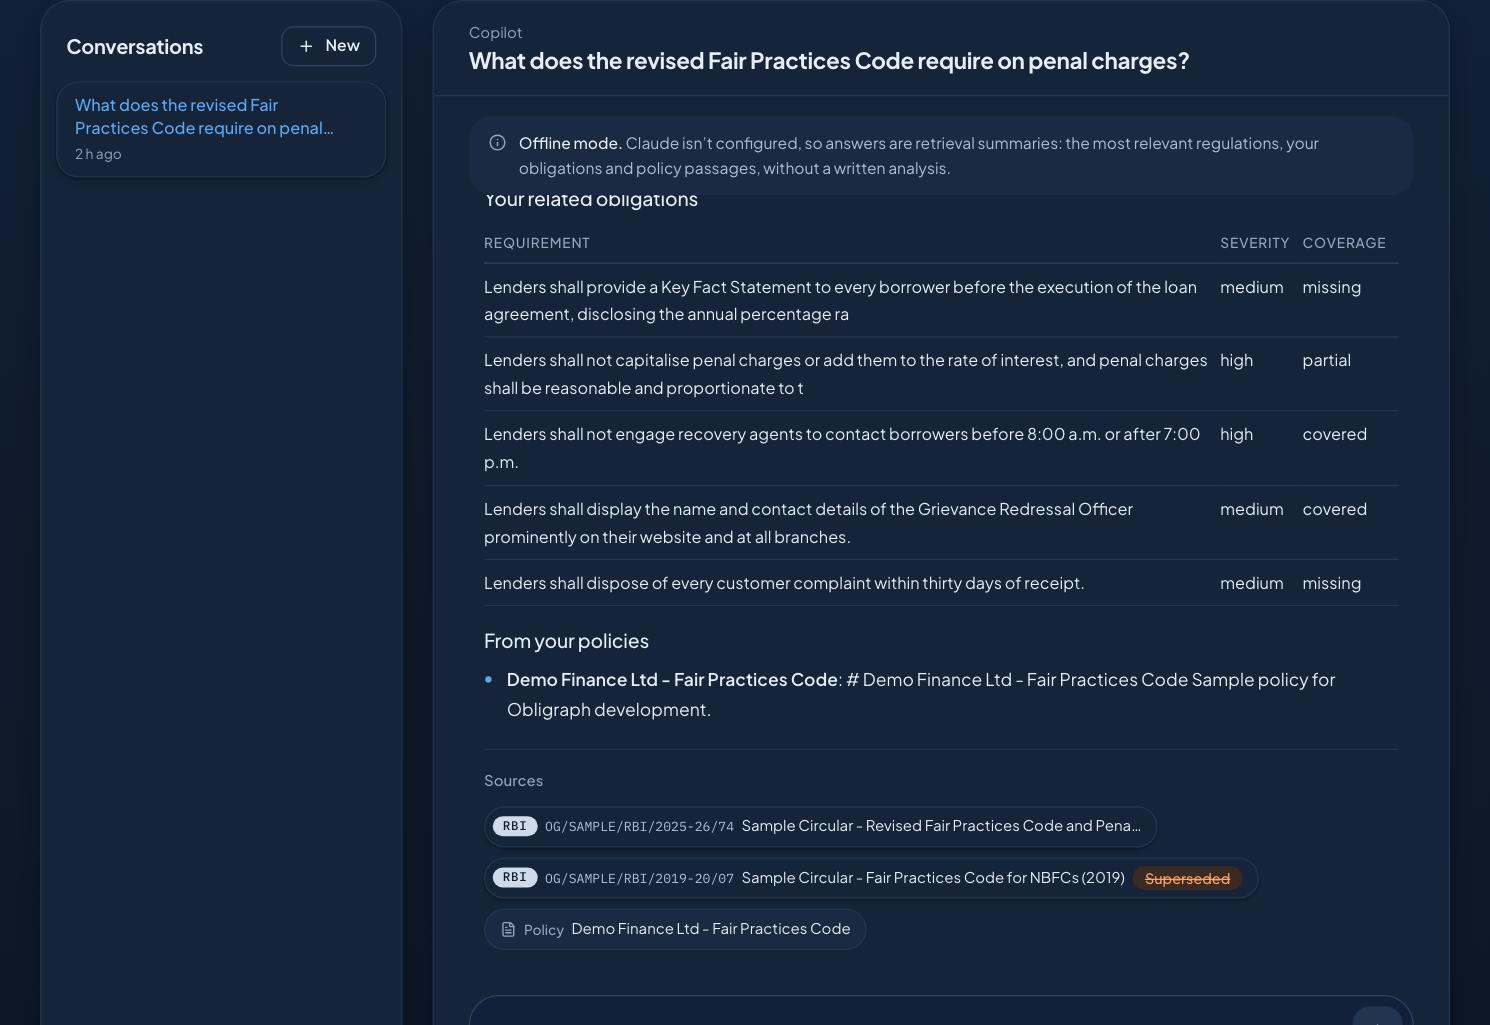 Conversations
+ New
What does the revised Fair
Practices Code require on penal…
2 h ago
Copilot
What does the revised Fair Practices Code require on penal charges?
Offline mode. Claude isn't configured, so answers are retrieval summaries: the most relevant regulations, your
obligations and policy passages, without a written analysis.
Your related obligations
REQUIREMENT SEVERITY COVERAGE
Lenders shall provide a Key Fact Statement to every borrower before the execution of the loan medium missing
agreement, disclosing the annual percentage ra
Lenders shall not capitalise penal charges or add them to the rate of interest, and penal charges high partial
shall be reasonable and proportionate to t
Lenders shall not engage recovery agents to contact borrowers before 8:00 a.m. or after 7:00 high covered
p.m.
Lenders shall display the name and contact details of the Grievance Redressal Officer medium covered
prominently on their website and at all branches.
Lenders shall dispose of every customer complaint within thirty days of receipt. medium missing
From your policies
Demo Finance Ltd - Fair Practices Code: # Demo Finance Ltd - Fair Practices Code Sample policy for
Obligraph development.
Sources
RBI OG/SAMPLE/RBI/2025-26/74 Sample Circular - Revised Fair Practices Code and Pena…
RBI OG/SAMPLE/RBI/2019-20/07 Sample Circular - Fair Practices Code for NBFCs (2019) Superseded
Policy Demo Finance Ltd - Fair Practices Code